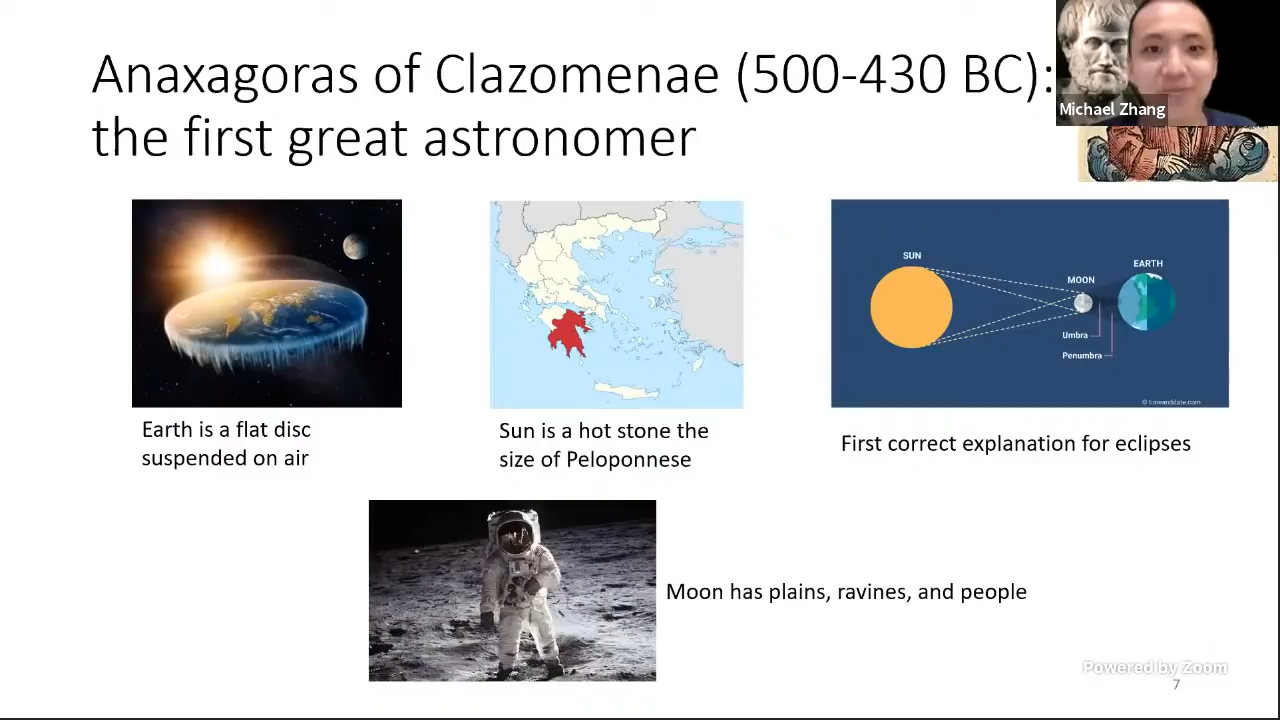 Anaxagoras of Clazomenae (500-430 BC):
the first great astronomer
Michael Zhang
SUN
MOON
EARTH
Umbra
Penumbra
© timeanddate.com
Earth is a flat disc
suspended on air
Sun is a hot stone the
size of Peloponnese
First correct explanation for eclipses
Moon has plains, ravines, and people
Powered by Zoom
7